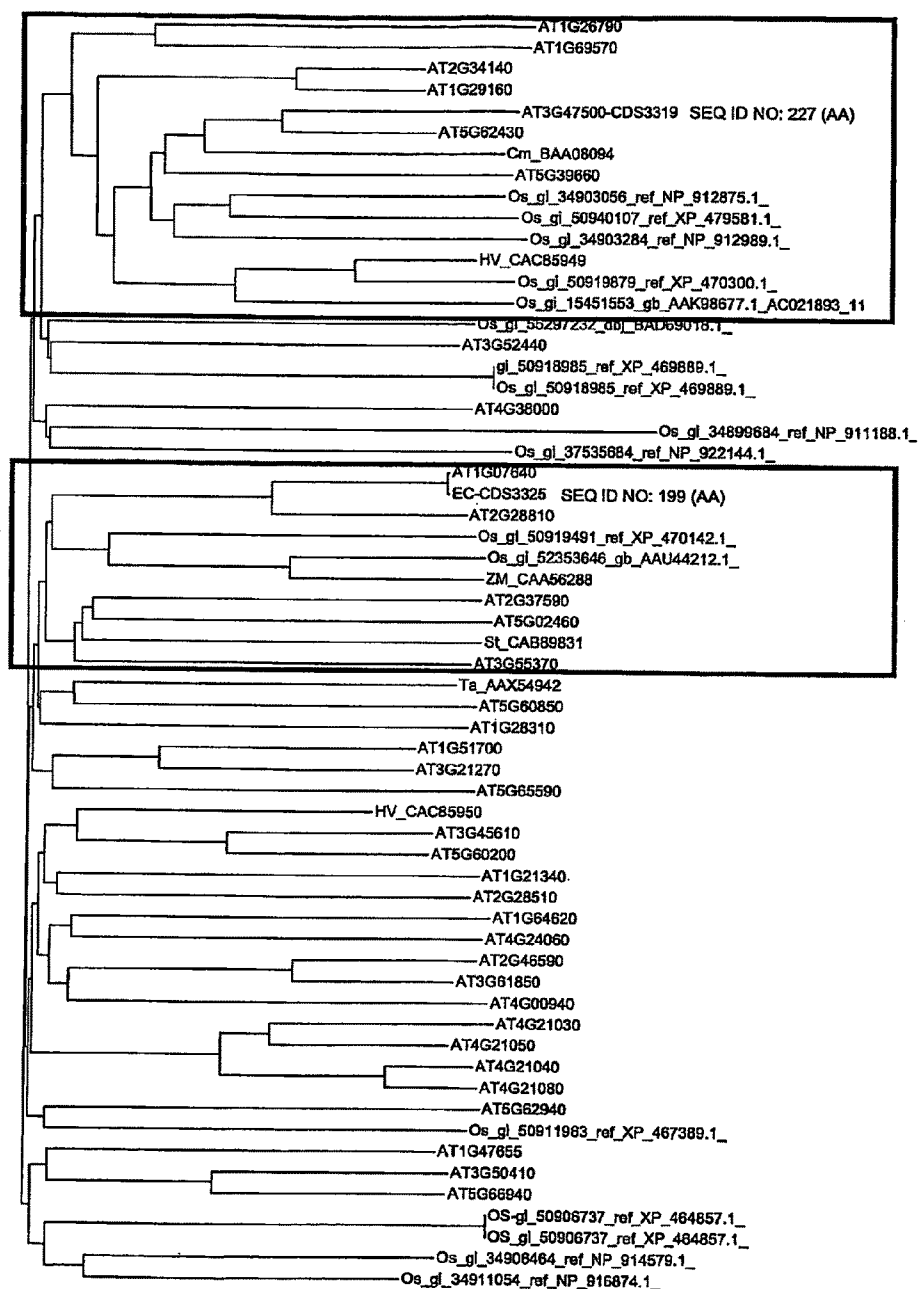 AT1G26790
AT1G69570
AT2G34140
AT1G29160
AT3G47500-CDS3319 SEQ ID NO: 227 (AA)
AT5G62430
Cm_BAA08094
AT5G39660
Os_gi_34903056_ref_NP_912875.1_
Os_gi_50940107_ref_XP_479581.1_
Os_gi_34903284_ref_NP_912989.1_
HV_CAC85949
Os_gi_50919879_ref_XP_470300.1_
Os_gi_15451553_gb_AAK98677.1_AC021893_11
Os_gi_55297232_dbj_BAD69018.1_
AT3G52440
gi_50918985_ref_XP_469889.1_
Os_gi_50918985_ref_XP_469889.1_
AT4G38000
Os_gi_34899684_ref_NP_911188.1_
Os_gi_37535684_ref_NP_922144.1_
AT1G07640
EC-CDS3325 SEQ ID NO: 199 (AA)
AT2G28810
Os_gi_50919491_ref_XP_470142.1_
Os_gi_52353646_gb_AAU44212.1_
ZM_CAA56288
AT2G37590
AT5G02460
St_CAB89831
AT3G55370
Ta_AAX54942
AT5G60850
AT1G28310
AT1G51700
AT3G21270
AT5G65590
HV_CAC85950
AT3G45610
AT5G60200
AT1G21340
AT2G28510
AT1G64620
AT4G24060
AT2G46590
AT3G61850
AT4G00940
AT4G21030
AT4G21050
AT4G21040
AT4G21080
AT5G62940
Os_gi_50911983_ref_XP_467389.1_
AT1G47655
AT3G50410
AT5G66940
OS-gi_50906737_ref_XP_464857.1_
OS_gi_50906737_ref_XP_464857.1_
Os_gi_34906464_ref_NP_914579.1_
Os_gi_34911054_ref_NP_916874.1_